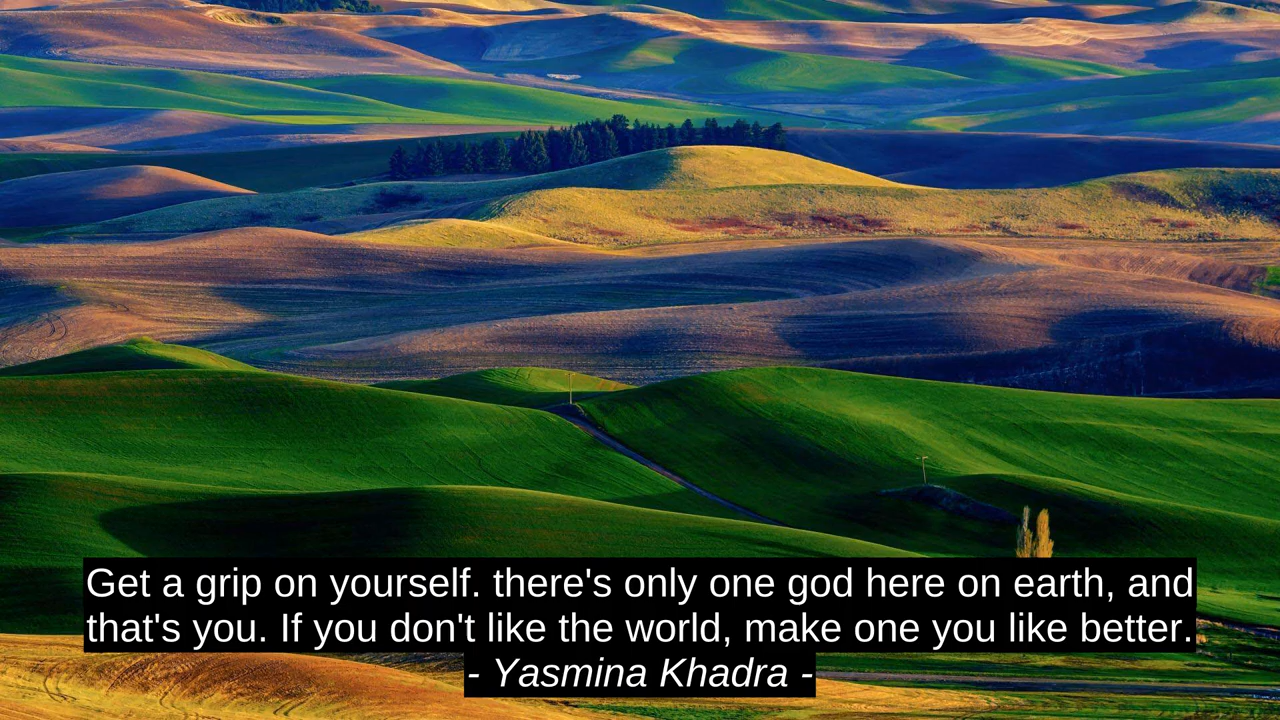 Get a grip on yourself. there's only one god here on earth, and
that's you. If you don't like the world, make one you like better.
- Yasmina Khadra -